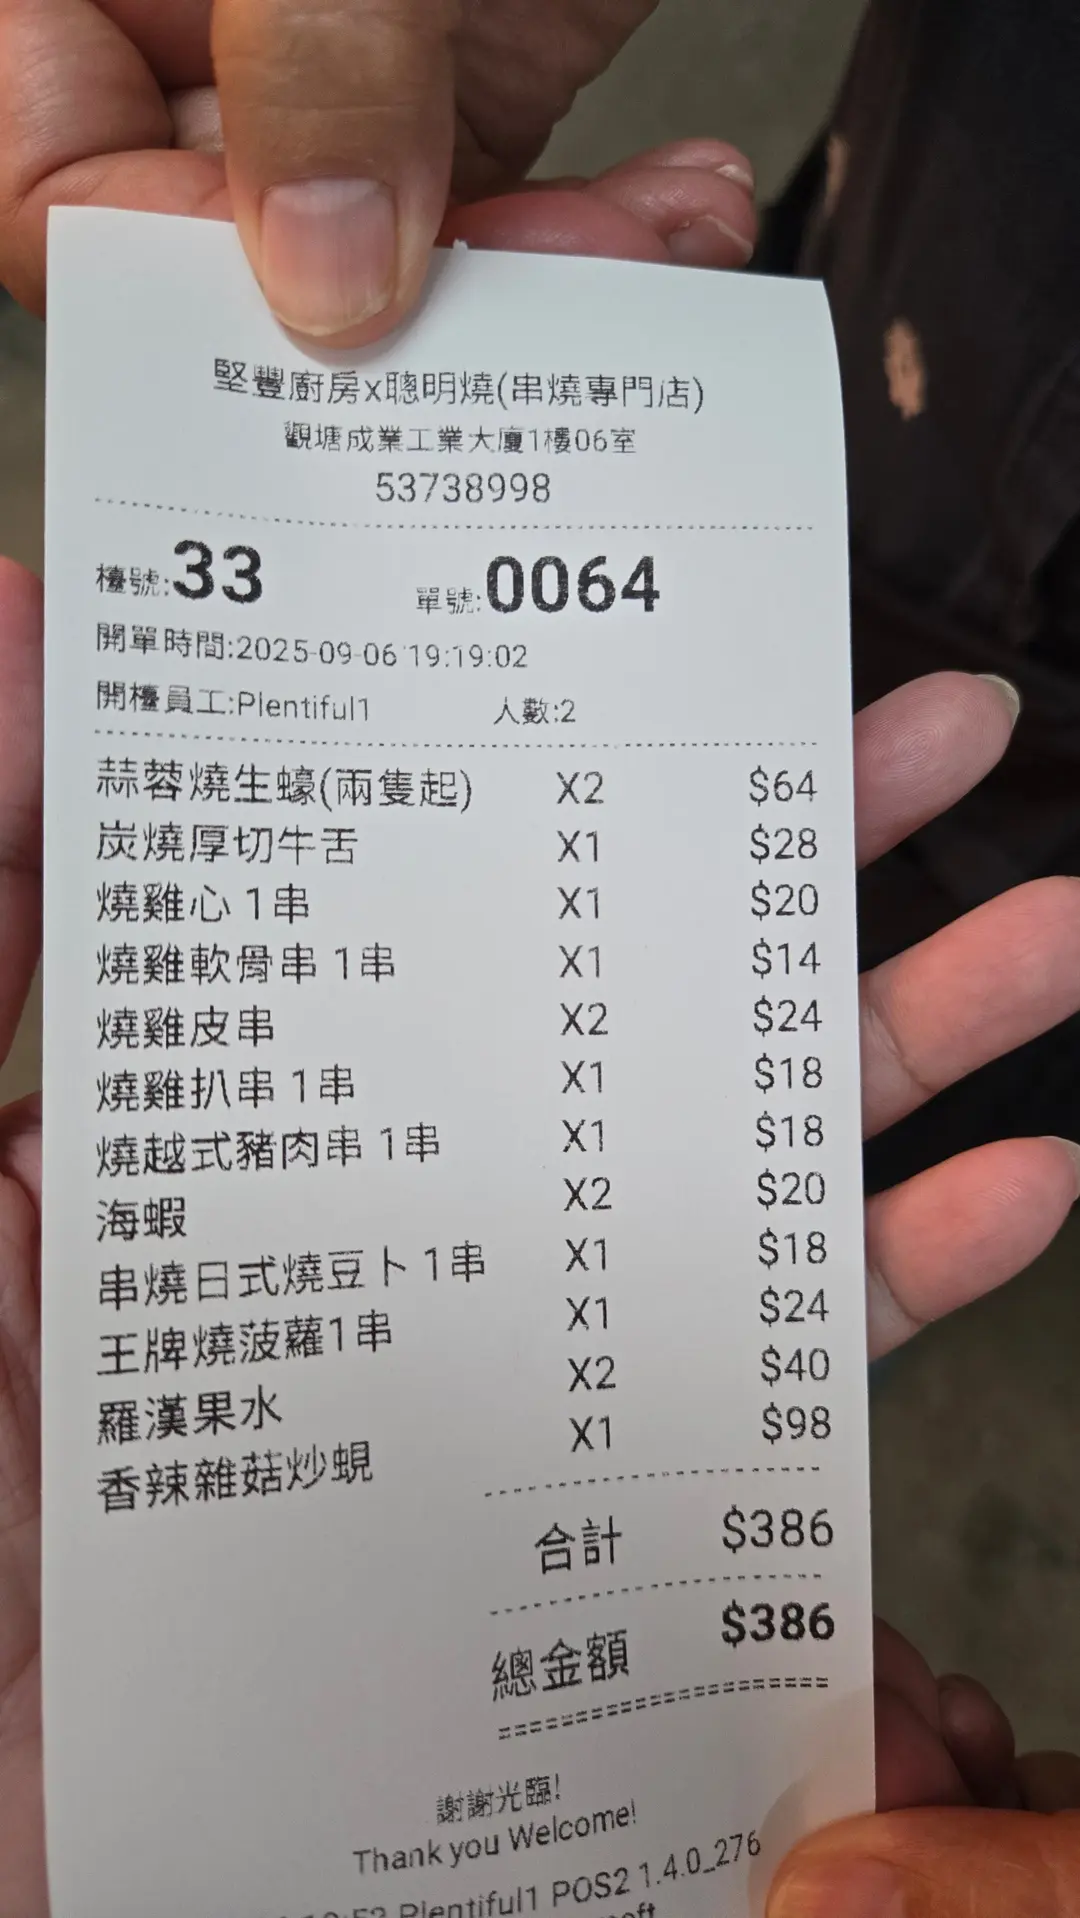 堅豐廚房x聰明燒(串燒專門店)
觀塘成業工業大廈1樓06室
53738998
檯號:33 單號:0064
開單時間:2025-09-06 19:19:02
開檯員工:Plentiful1 人數:2
蒜蓉燒生蠔(兩隻起) X2 $64
炭燒厚切牛舌 X1 $28
燒雞心 1串 X1 $20
燒雞軟骨串 1串 X1 $14
燒雞皮串 X2 $24
燒雞扒串 1串 X1 $18
燒越式豬肉串 1串 X1 $18
海蝦 X2 $20
串燒日式燒豆卜 1串 X1 $18
王牌燒菠蘿1串 X1 $24
羅漢果水 X2 $40
香辣雜菇炒蜆 X1 $98
合計 $386
總金額 $386
謝謝光臨!
Thank you Welcome!
Plentiful1 POS2 1.4.0_276